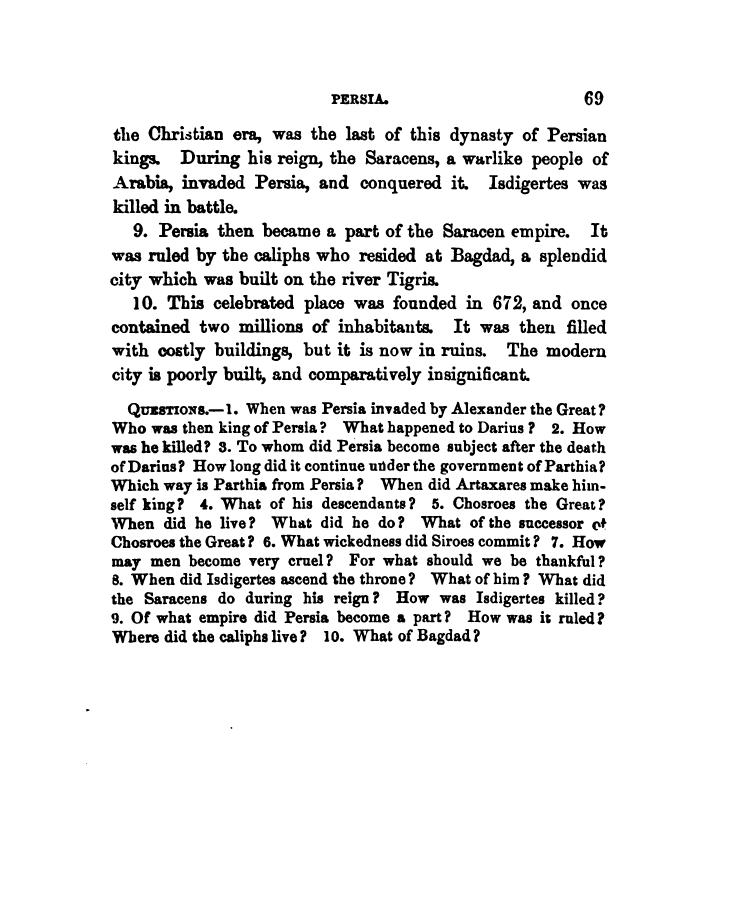 PERSIA. 69
the Christian era, was the last of this dynasty of Persian
kings. During his reign, the Saracens, a warlike people of
Arabia, invaded Persia, and conquered it. Isdigertes was
killed in battle.
9. Persia then became a part of the Saracen empire. It
was ruled by the caliphs who resided at Bagdad, a splendid
city which was built on the river Tigris.
10. This celebrated place was founded in 672, and once
contained two millions of inhabitants. It was then filled
with costly buildings, but it is now in ruins. The modern
city is poorly built, and comparatively insignificant.
QUESTIONS.—1. When was Persia invaded by Alexander the Great?
Who was then king of Persia? What happened to Darius? 2. How
was he killed? 3. To whom did Persia become subject after the death
of Darius? How long did it continue under the government of Parthia?
Which way is Parthia from Persia? When did Artaxares make him-
self king? 4. What of his descendants? 5. Chosroes the Great?
When did he live? What did he do? What of the successor of
Chosroes the Great? 6. What wickedness did Siroes commit? 7. How
may men become very cruel? For what should we be thankful?
8. When did Isdigertes ascend the throne? What of him? What did
the Saracens do during his reign? How was Isdigertes killed?
9. Of what empire did Persia become a part? How was it ruled?
Where did the caliphs live? 10. What of Bagdad?